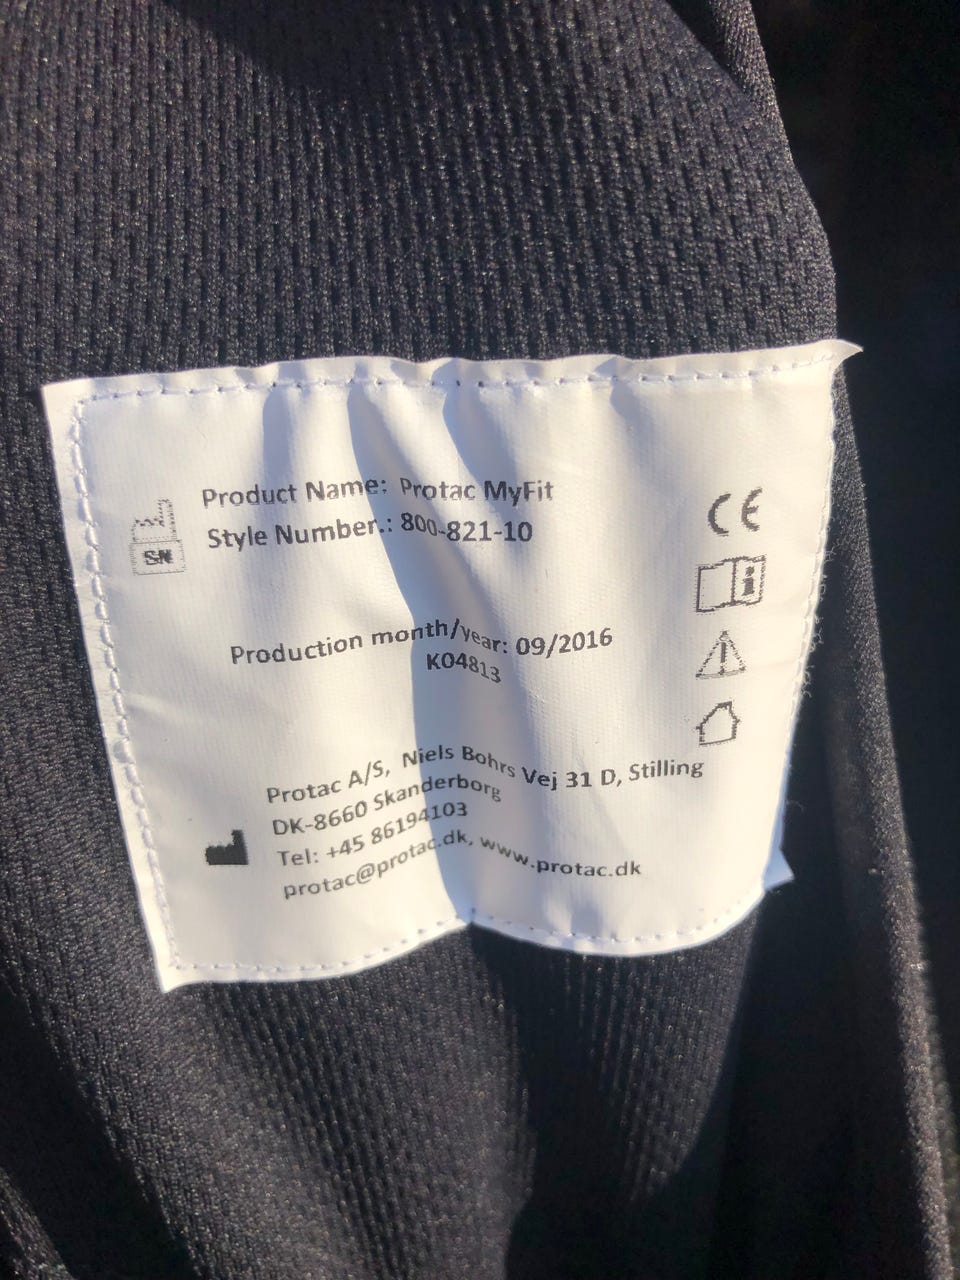 Product Name: Protac MyFit
Style Number.: 800-821-10
SN
CE
i
Production month/year: 09/2016
K04813
Protac A/S, Niels Bohrs Vej 31 D, Stilling
DK-8660 Skanderborg
Tel: +45 86194103
protac@protac.dk, www.protac.dk